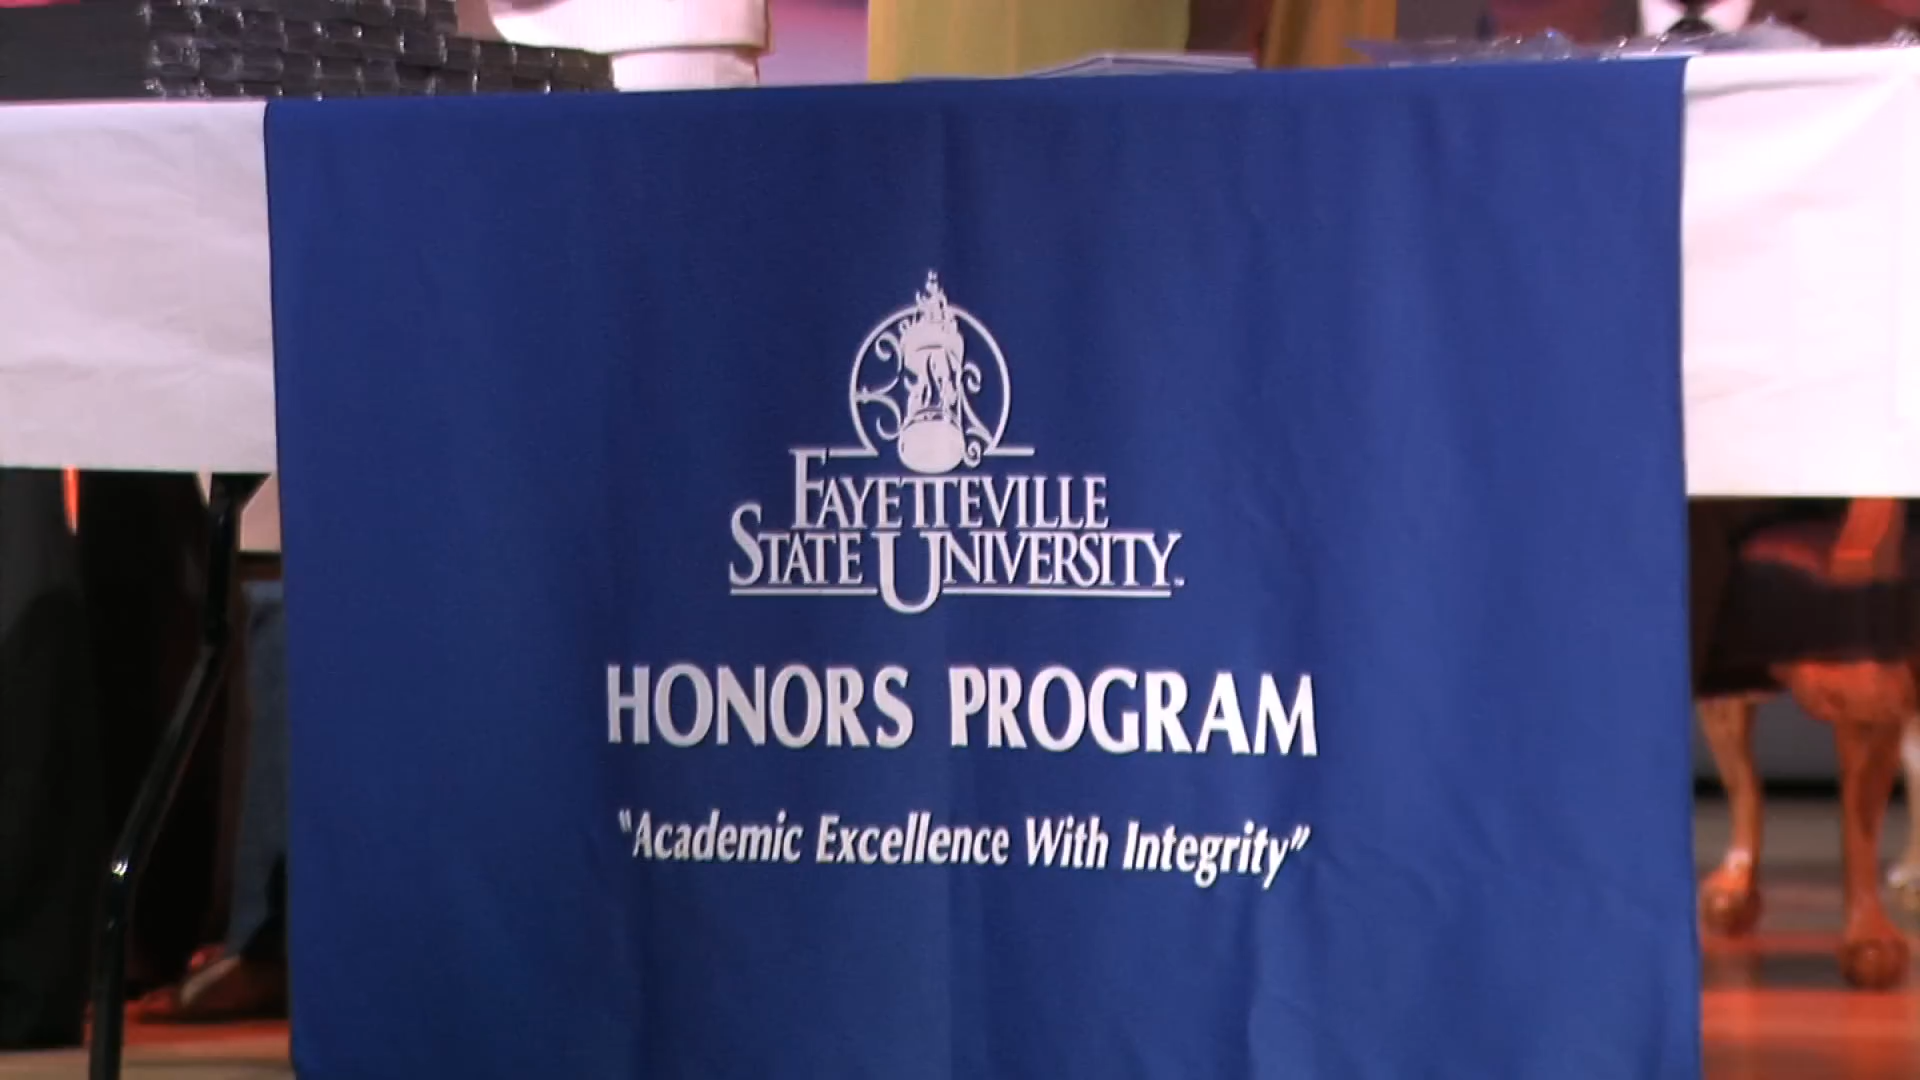 FAYETTEVILLE
STATE UNIVERSITY
HONORS PROGRAM
"Academic Excellence With Integrity"